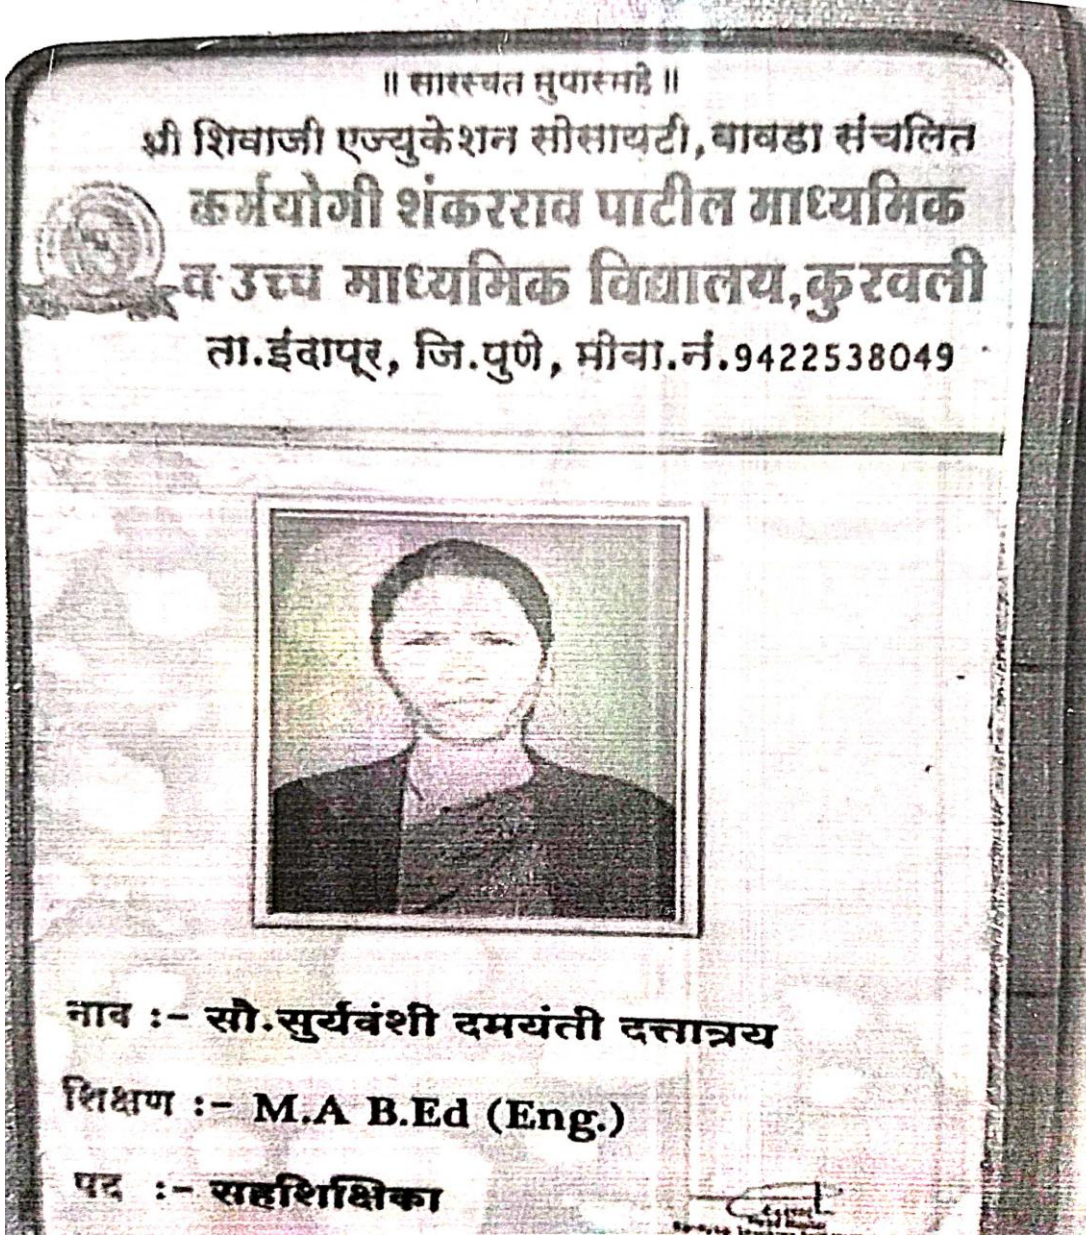 ॥ सारस्वत मुपास्महे ॥
श्री शिवाजी एज्युकेशन सोसायटी,बावडा संचलित
कर्मयोगी शंकरराव पाटील माध्यमिक
व उच्च माध्यमिक विद्यालय,कुरवली
ता.इंदापूर, जि.पुणे, मोबा.नं.9422538049
नाव :- सौ.सुर्यवंशी दमयंती दत्तात्रय
शिक्षण :- M.A B.Ed (Eng.)
पद :- सहशिक्षिका